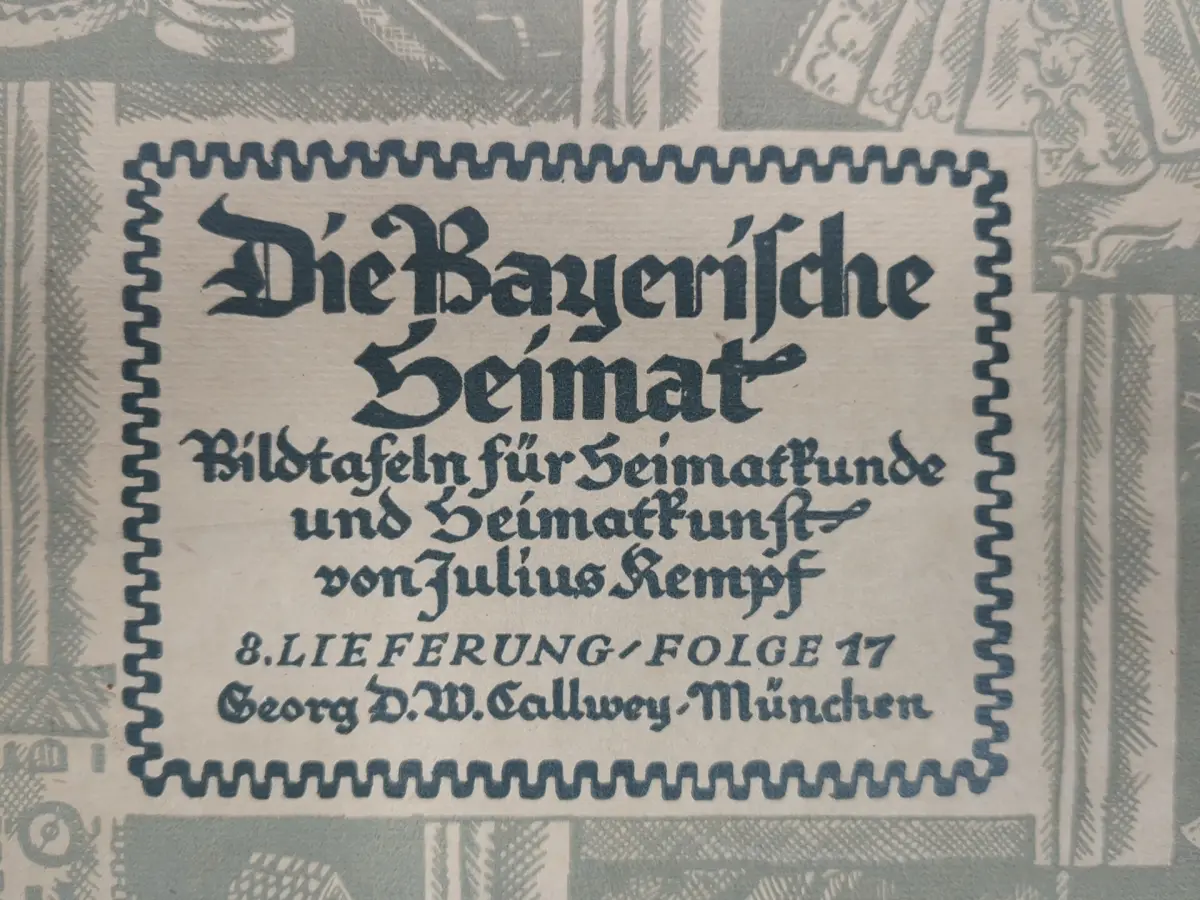 Die Bayeriſche
Heimat
Bildtafeln für Heimatkunde
und Heimatkunſt
von Julius Kempf
8. LIEFERUNG / FOLGE 17
Georg D. W. Callwey / München